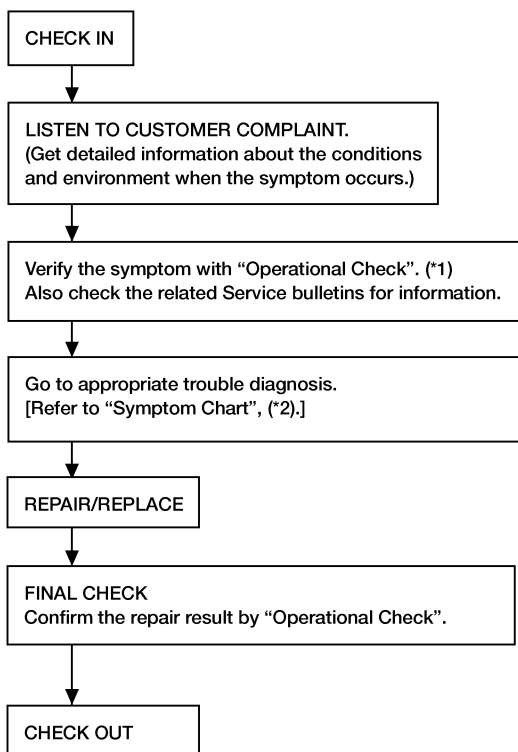 CHECK IN
LISTEN TO CUSTOMER COMPLAINT.
(Get detailed information about the conditions
and environment when the symptom occurs.)
Verify the symptom with “Operational Check”. (*1)
Also check the related Service bulletins for information.
Go to appropriate trouble diagnosis.
[Refer to “Symptom Chart”, (*2).]
REPAIR/REPLACE
FINAL CHECK
Confirm the repair result by “Operational Check”.
CHECK OUT